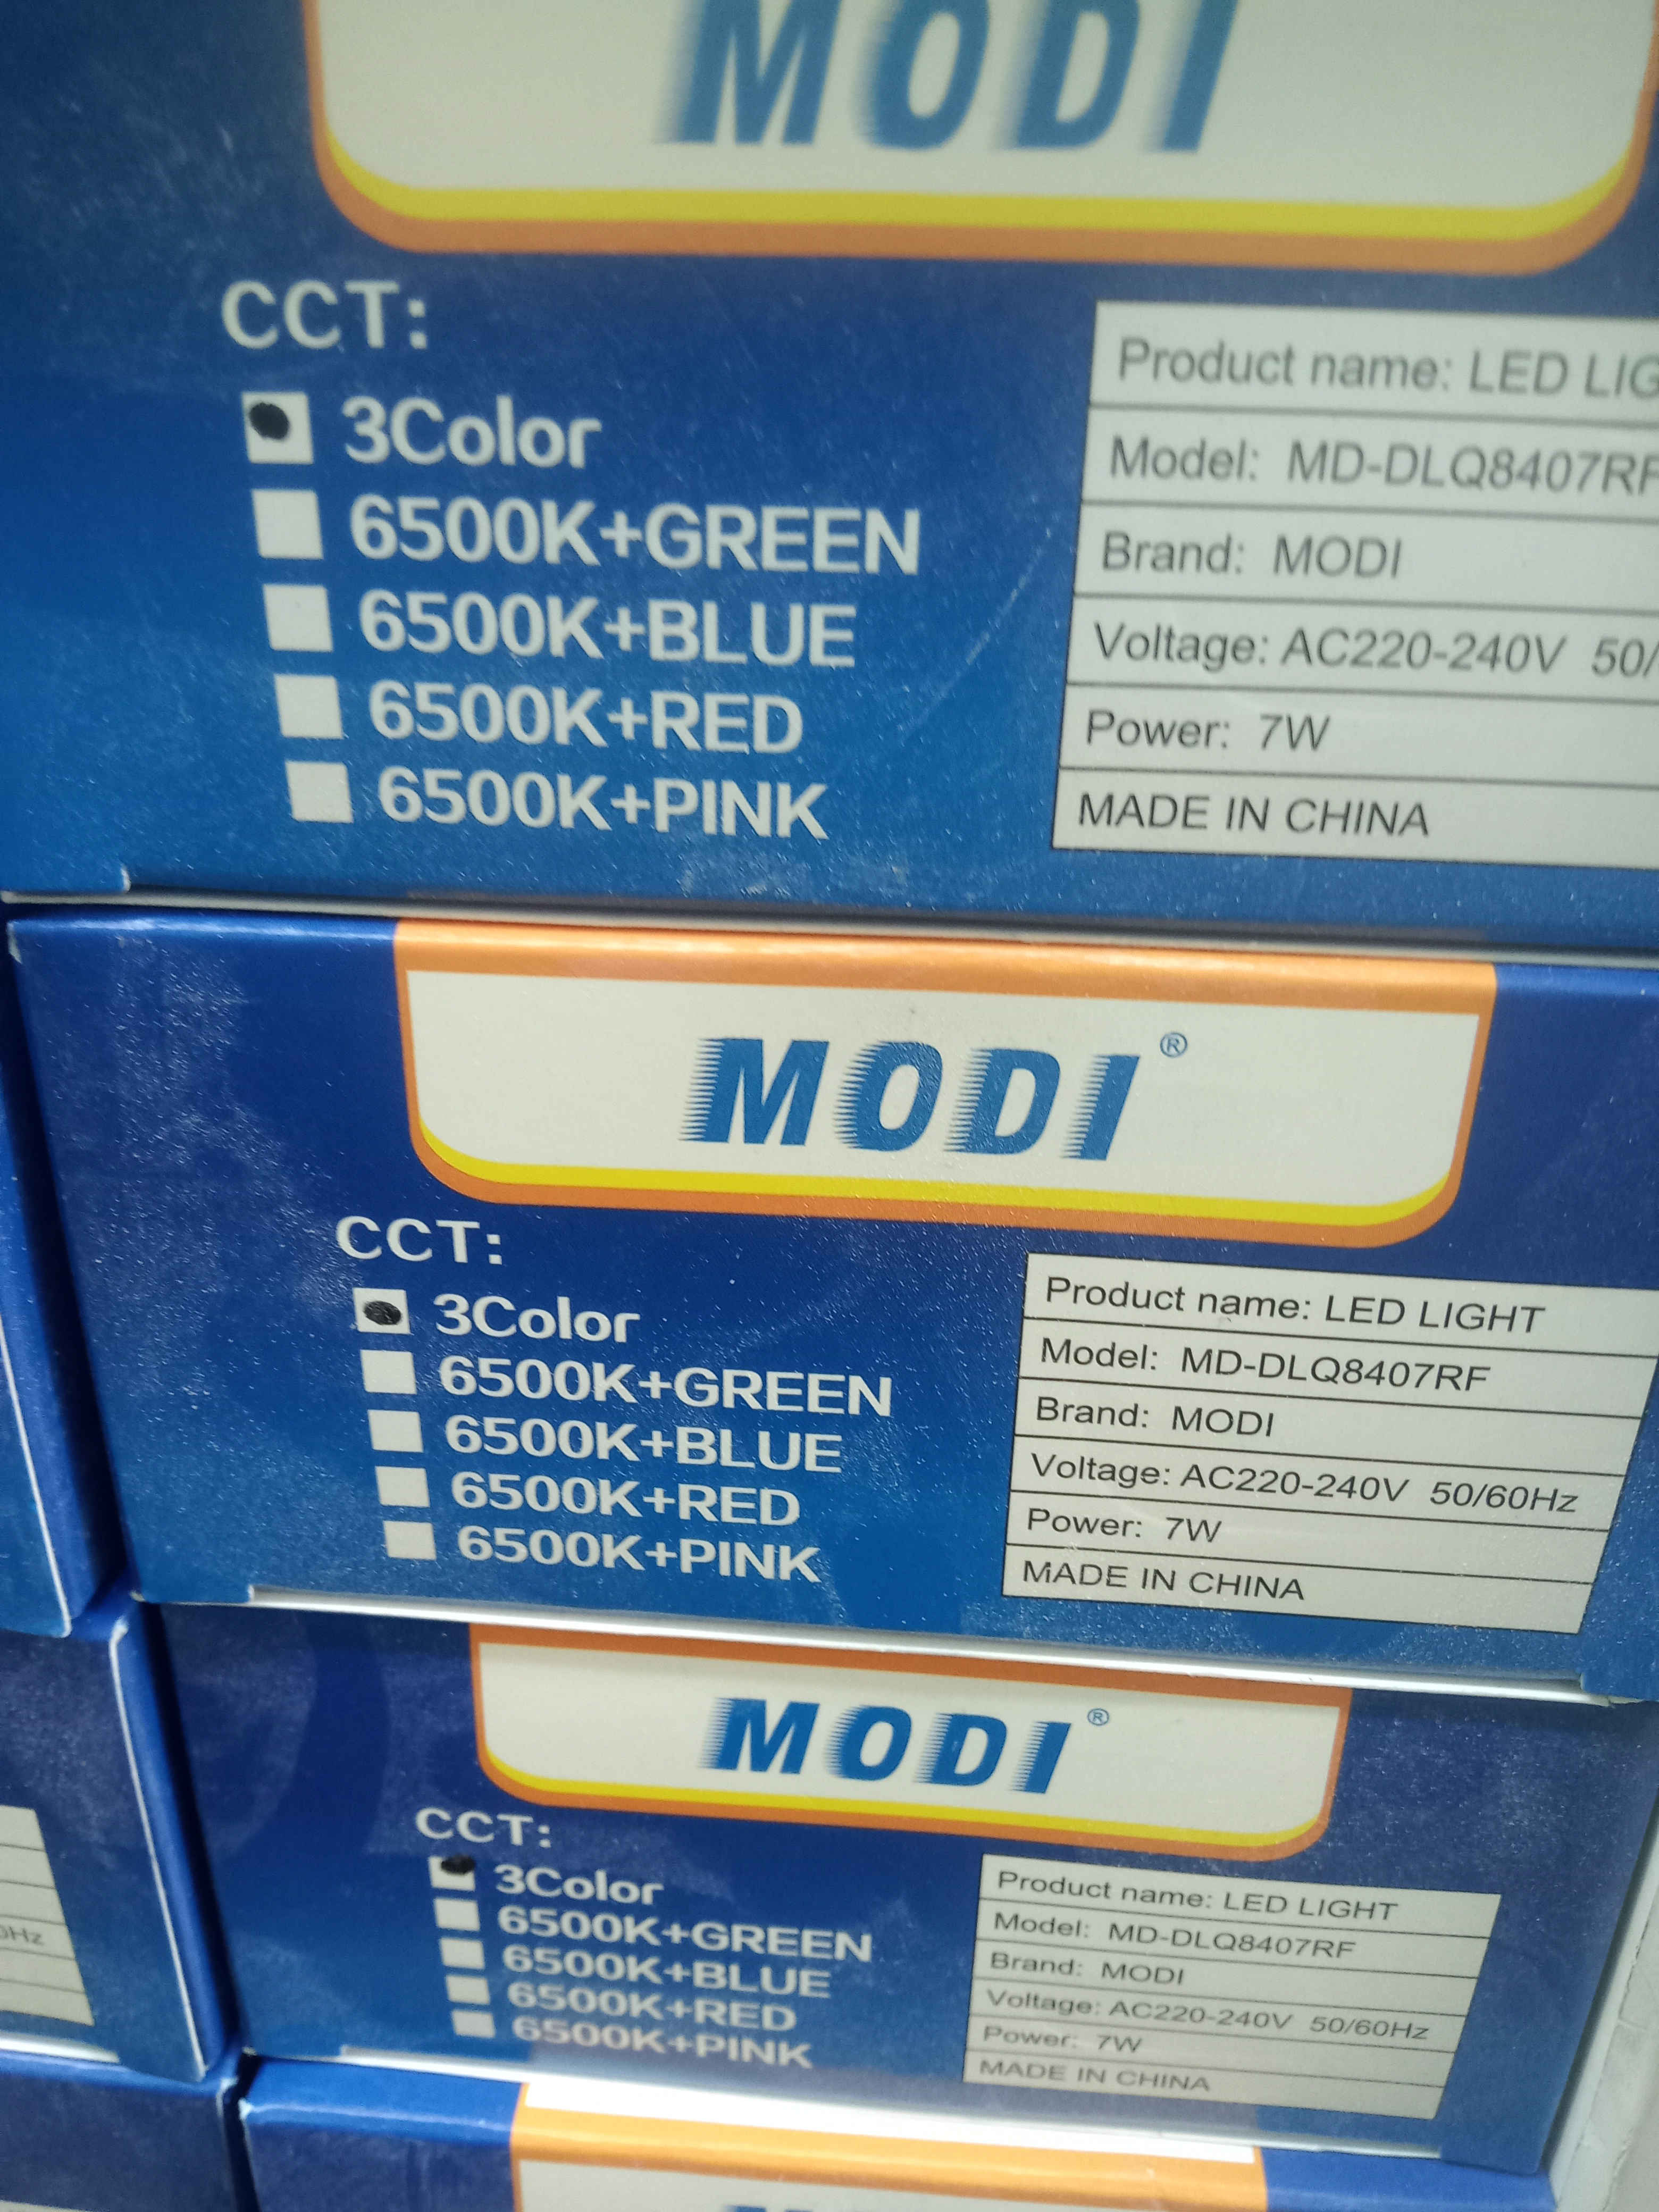 MODI
CCT:
3Color
6500K+GREEN
6500K+BLUE
6500K+RED
6500K+PINK
Product name: LED LIG
Model: MD-DLQ8407RF
Brand: MODI
Voltage: AC220-240V 50/
Power: 7W
MADE IN CHINA
MODI®
CCT:
3Color
6500K+GREEN
6500K+BLUE
6500K+RED
6500K+PINK
Product name: LED LIGHT
Model: MD-DLQ8407RF
Brand: MODI
Voltage: AC220-240V 50/60Hz
Power: 7W
MADE IN CHINA
MODI®
CCT:
3Color
6500K+GREEN
6500K+BLUE
6500K+RED
6500K+PINK
Product name: LED LIGHT
Model: MD-DLQ8407RF
Brand: MODI
Voltage: AC220-240V 50/60Hz
Power: 7W
MADE IN CHINA
0Hz